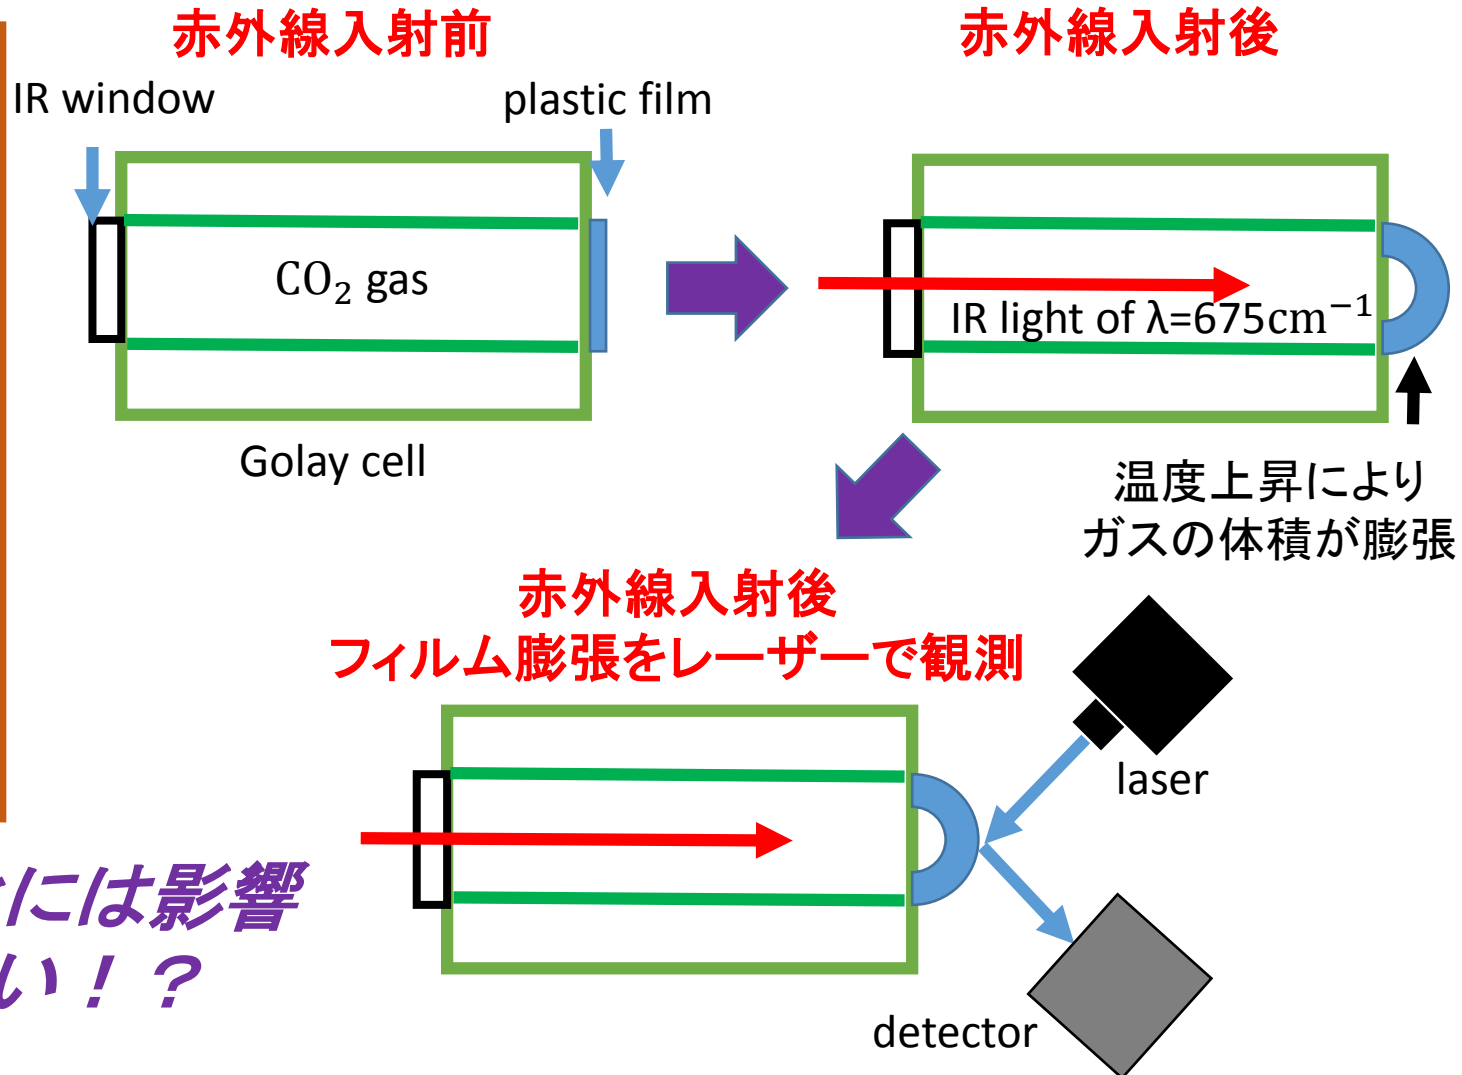 赤外線入射前
赤外線入射後
IR window
plastic film
CO₂ gas
IR light of λ=675cm⁻¹
Golay cell
温度上昇により
ガスの体積が膨張
赤外線入射後
フィルム膨張をレーザーで観測
laser
には影響
い！？
detector